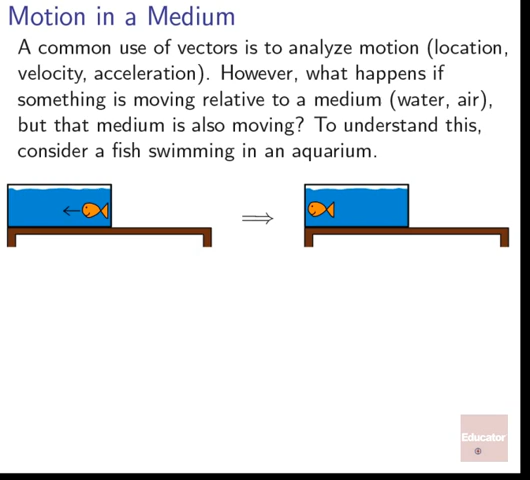 Motion in a Medium
A common use of vectors is to analyze motion (location,
velocity, acceleration). However, what happens if
something is moving relative to a medium (water, air),
but that medium is also moving? To understand this,
consider a fish swimming in an aquarium.
Educator